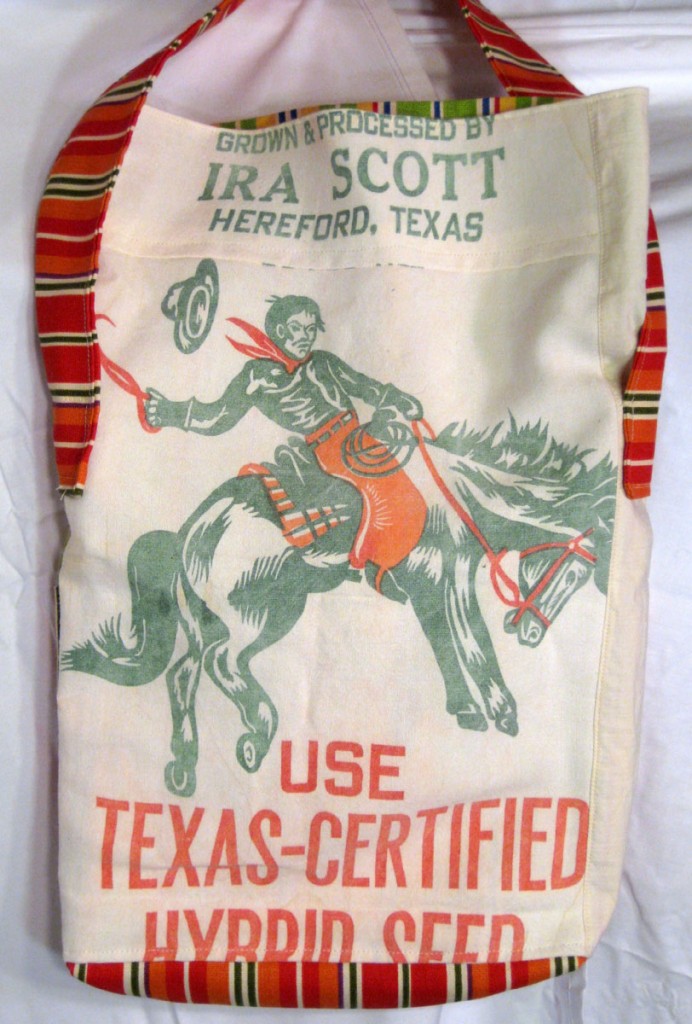 GROWN & PROCESSED BY
IRA SCOTT
HEREFORD, TEXAS
USE
TEXAS-CERTIFIED
HYBRID SEED